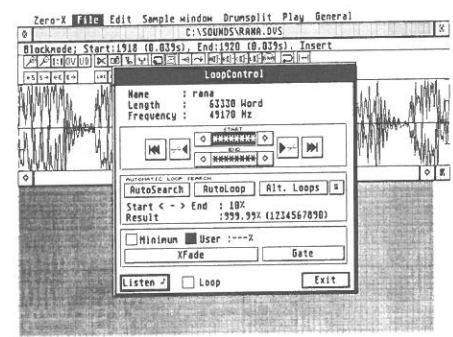 Zero-X File Edit Sample window Drumsplit Play General
C:\SOUNDS\RANA.DVS
Blockmode; Start:1918 (0.039s), End:1920 (0.039s), Insert
LoopControl
Name : rana
Length : 63330 Word
Frequency : 49170 Hz
START
END
AUTOMATIC LOOP SEARCH
AutoSearch AutoLoop Alt. Loops
Start < - > End : 10%
Result :999.99% (1234567890)
Minimum User :---%
XFade Gate
Listen Loop Exit